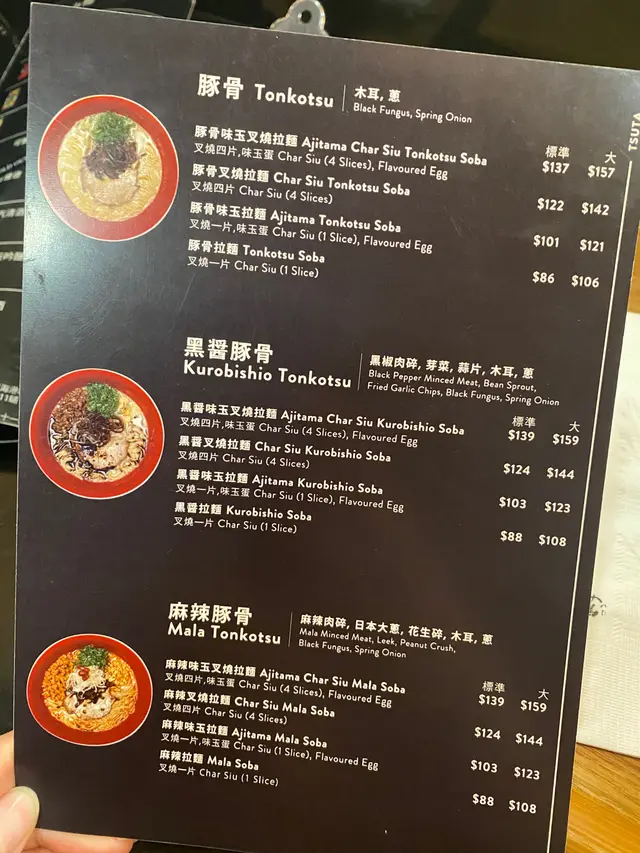 豚骨 Tonkotsu
木耳, 蔥
Black Fungus, Spring Onion
標準 大
豚骨味玉叉燒拉麵 Ajitama Char Siu Tonkotsu Soba $137 $157
叉燒四片,味玉蛋 Char Siu (4 Slices), Flavoured Egg
豚骨叉燒拉麵 Char Siu Tonkotsu Soba $122 $142
叉燒四片 Char Siu (4 Slices)
豚骨味玉拉麵 Ajitama Tonkotsu Soba $101 $121
叉燒一片,味玉蛋 Char Siu (1 Slice), Flavoured Egg
豚骨拉麵 Tonkotsu Soba $86 $106
叉燒一片 Char Siu (1 Slice)
黑醤豚骨
Kurobishio Tonkotsu
黑椒肉碎, 芽菜, 蒜片, 木耳, 蔥
Black Pepper Minced Meat, Bean Sprout,
Fried Garlic Chips, Black Fungus, Spring Onion
標準 大
黑醤味玉叉燒拉麵 Ajitama Char Siu Kurobishio Soba $139 $159
叉燒四片,味玉蛋 Char Siu (4 Slices), Flavoured Egg
黑醤叉燒拉麵 Char Siu Kurobishio Soba $124 $144
叉燒四片 Char Siu (4 Slices)
黑醤味玉拉麵 Ajitama Kurobishio Soba $103 $123
叉燒一片,味玉蛋 Char Siu (1 Slice), Flavoured Egg
黑醤拉麵 Kurobishio Soba $88 $108
叉燒一片 Char Siu (1 Slice)
麻辣豚骨
Mala Tonkotsu
麻辣肉碎, 日本大蔥, 花生碎, 木耳, 蔥
Mala Minced Meat, Leek, Peanut Crush,
Black Fungus, Spring Onion
標準 大
麻辣味玉叉燒拉麵 Ajitama Char Siu Mala Soba $139 $159
叉燒四片,味玉蛋 Char Siu (4 Slices), Flavoured Egg
麻辣叉燒拉麵 Char Siu Mala Soba $124 $144
叉燒四片 Char Siu (4 Slices)
麻辣味玉拉麵 Ajitama Mala Soba $103 $123
叉燒一片,味玉蛋 Char Siu (1 Slice), Flavoured Egg
麻辣拉麵 Mala Soba $88 $108
叉燒一片 Char Siu (1 Slice)
TSUTA